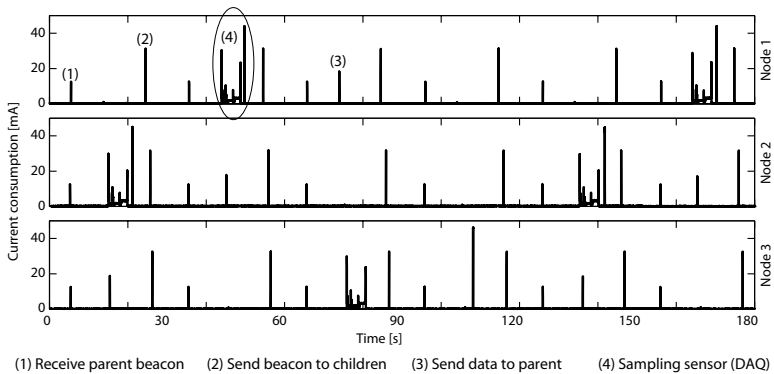 40
20
0
(1)
(2)
(4)
(3)
Node 1
40
20
0
Node 2
40
20
0
Node 3
Current consumption [mA]
0 30 60 90 120 150 180
Time [s]
(1) Receive parent beacon (2) Send beacon to children (3) Send data to parent (4) Sampling sensor (DAQ)